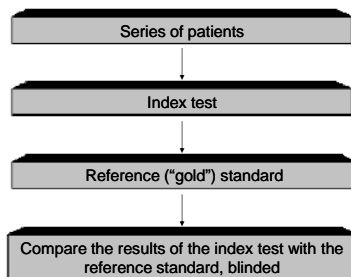 Series of patients
Index test
Reference (“gold”) standard
Compare the results of the index test with the
reference standard, blinded